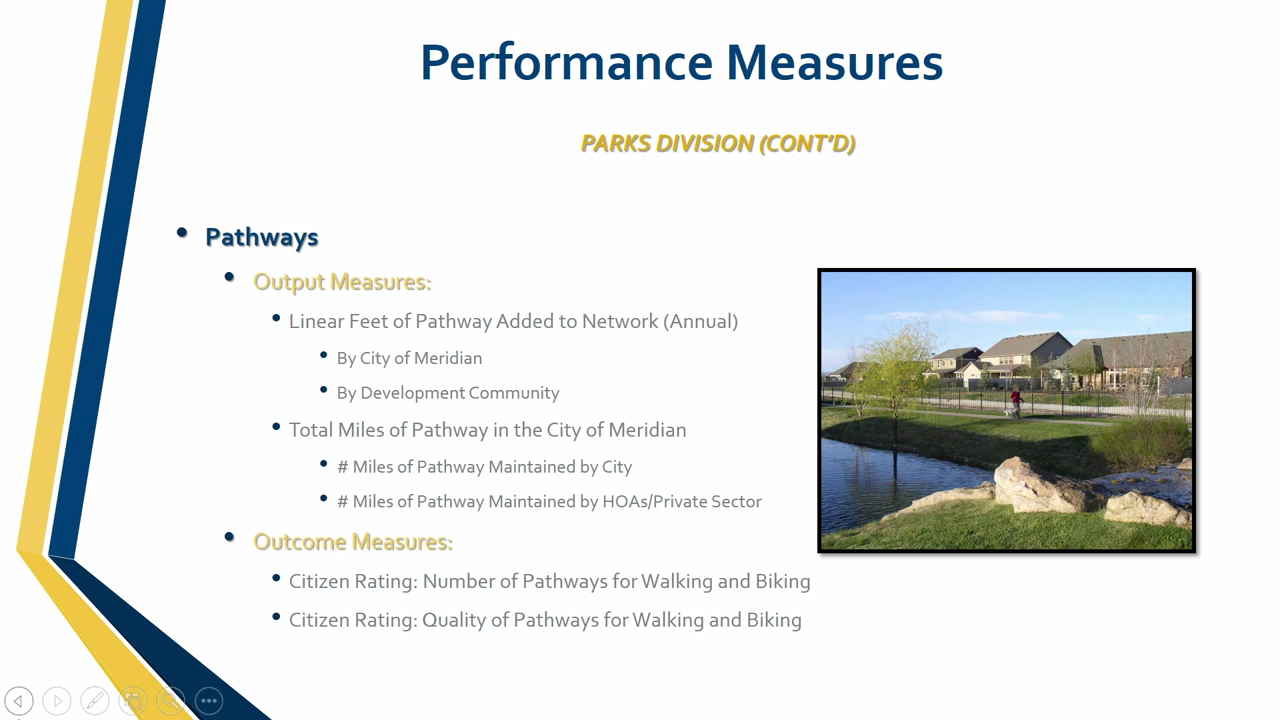 Performance Measures
PARKS DIVISION (CONT'D)
• Pathways
• Output Measures:
• Linear Feet of Pathway Added to Network (Annual)
• By City of Meridian
• By Development Community
• Total Miles of Pathway in the City of Meridian
• # Miles of Pathway Maintained by City
• # Miles of Pathway Maintained by HOAs/Private Sector
• Outcome Measures:
• Citizen Rating: Number of Pathways for Walking and Biking
• Citizen Rating: Quality of Pathways for Walking and Biking